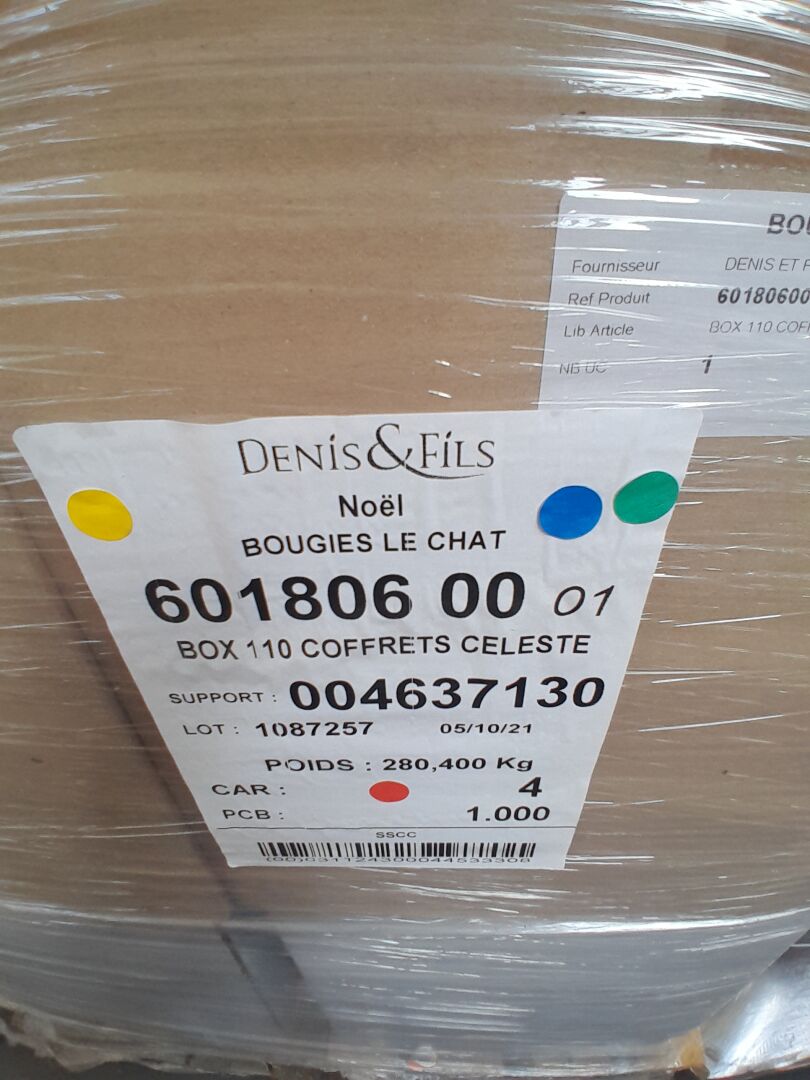 BOU
Fournisseur DENIS ET F
Ref Produit 60180600
Lib Article BOX 110 COFF
NB UC 1
DENIS & FILS
Noël
BOUGIES LE CHAT
601806 00 01
BOX 110 COFFRETS CELESTE
SUPPORT : 004637130
LOT : 1087257 05/10/21
POIDS : 280,400 Kg
CAR : 4
PCB : 1.000
SSCC